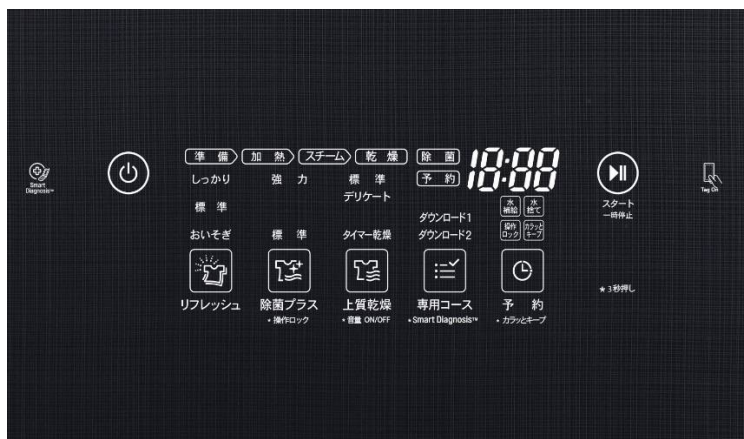 準備 加熱 スチーム 乾燥 除菌 18:88
しっかり 強力 標準 予約
デリケート
標準
ダウンロード1
水補給 水捨て
おいそぎ 標準 タイマー乾燥 ダウンロード2
操作ロック カラッとキープ
Smart Diagnosis™
スタート
一時停止
Tag On
リフレッシュ 除菌プラス 上質乾燥 専用コース 予約
*操作ロック *音量 ON/OFF *Smart Diagnosis™ *カラッとキープ
*3秒押し